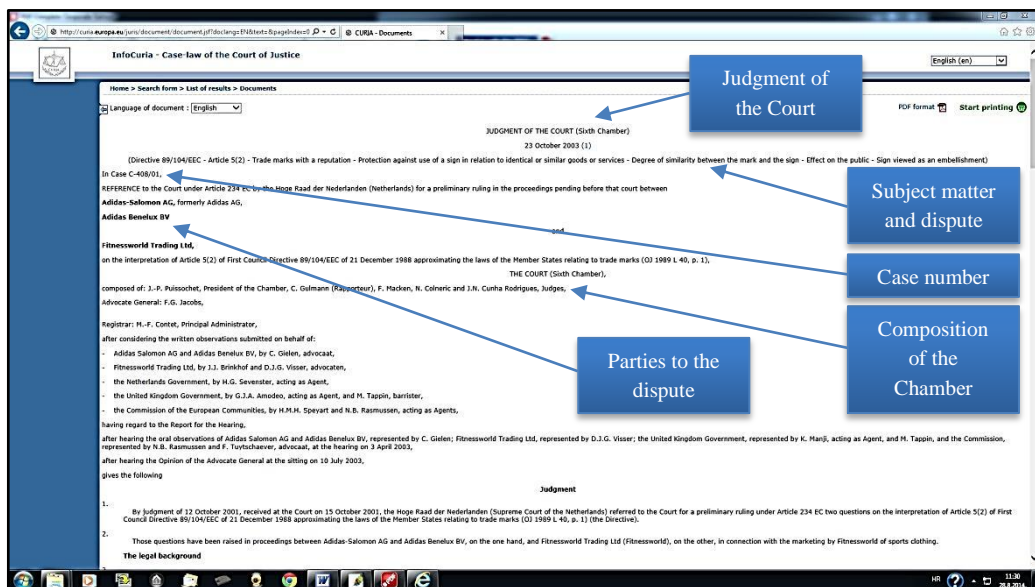 http://curia.europa.eu/juris/document/document.jsf?doclang=EN&text=&pageIndex=0
CURIA - Documents
InfoCuria - Case-law of the Court of Justice
English (en)
Home > Search form > List of results > Documents
Language of document : English
PDF format
Start printing
Judgment of
the Court
JUDGMENT OF THE COURT (Sixth Chamber)
23 October 2003 (1)
(Directive 89/104/EEC - Article 5(2) - Trade marks with a reputation - Protection against use of a sign in relation to identical or similar goods or services - Degree of similarity between the mark and the sign - Effect on the public - Sign viewed as an embellishment)
In Case C-408/01,
REFERENCE to the Court under Article 234 EC by the Hoge Raad der Nederlanden (Netherlands) for a preliminary ruling in the proceedings pending before that court between
Adidas-Salomon AG, formerly Adidas AG,
Adidas Benelux BV
and
Subject matter
and dispute
Fitnessworld Trading Ltd,
on the interpretation of Article 5(2) of First Council Directive 89/104/EEC of 21 December 1988 approximating the laws of the Member States relating to trade marks (OJ 1989 L 40, p. 1),
THE COURT (Sixth Chamber),
Case number
composed of: J.-P. Puissochet, President of the Chamber, C. Gulmann (Rapporteur), F. Macken, N. Colneric and J.N. Cunha Rodrigues, Judges,
Advocate General: F.G. Jacobs,
Composition
of the
Chamber
Parties to the
dispute
Registrar: M.-F. Contet, Principal Administrator,
after considering the written observations submitted on behalf of:
- Adidas Salomon AG and Adidas Benelux BV, by C. Gielen, advocaat,
- Fitnessworld Trading Ltd, by J.J. Brinkhof and D.J.G. Visser, advocaten,
- the Netherlands Government, by H.G. Sevenster, acting as Agent,
- the United Kingdom Government, by G.J.A. Amodeo, acting as Agent, and M. Tappin, barrister,
- the Commission of the European Communities, by H.M.H. Speyart and N.B. Rasmussen, acting as Agents,
having regard to the Report for the Hearing,
after hearing the oral observations of Adidas Salomon AG and Adidas Benelux BV, represented by C. Gielen; Fitnessworld Trading Ltd, represented by D.J.G. Visser; the United Kingdom Government, represented by K. Manji, acting as Agent, and M. Tappin, and the Commission,
represented by N.B. Rasmussen and F. Tuytschaever, advocaat, at the hearing on 3 April 2003,
after hearing the Opinion of the Advocate General at the sitting on 10 July 2003,
gives the following
Judgment
1.
By judgment of 12 October 2001, received at the Court on 15 October 2001, the Hoge Raad der Nederlanden (Supreme Court of the Netherlands) referred to the Court for a preliminary ruling under Article 234 EC two questions on the interpretation of Article 5(2) of First
Council Directive 89/104/EEC of 21 December 1988 approximating the laws of the Member States relating to trade marks (OJ 1989 L 40, p. 1) (the Directive).
2.
Those questions have been raised in proceedings between Adidas-Salomon AG and Adidas Benelux BV, on the one hand, and Fitnessworld Trading Ltd (Fitnessworld), on the other, in connection with the marketing by Fitnessworld of sports clothing.
The legal background
HR
11:30
28.8.2014